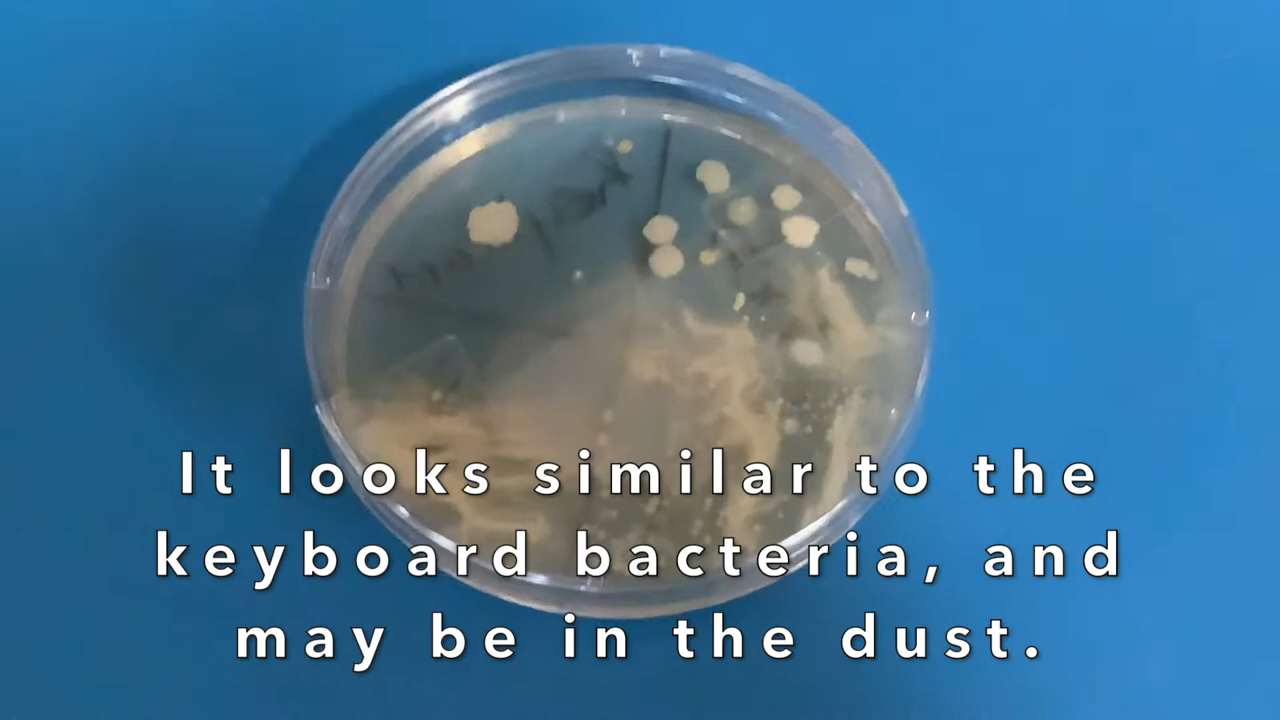 It looks similar to the
keyboard bacteria, and
may be in the dust.